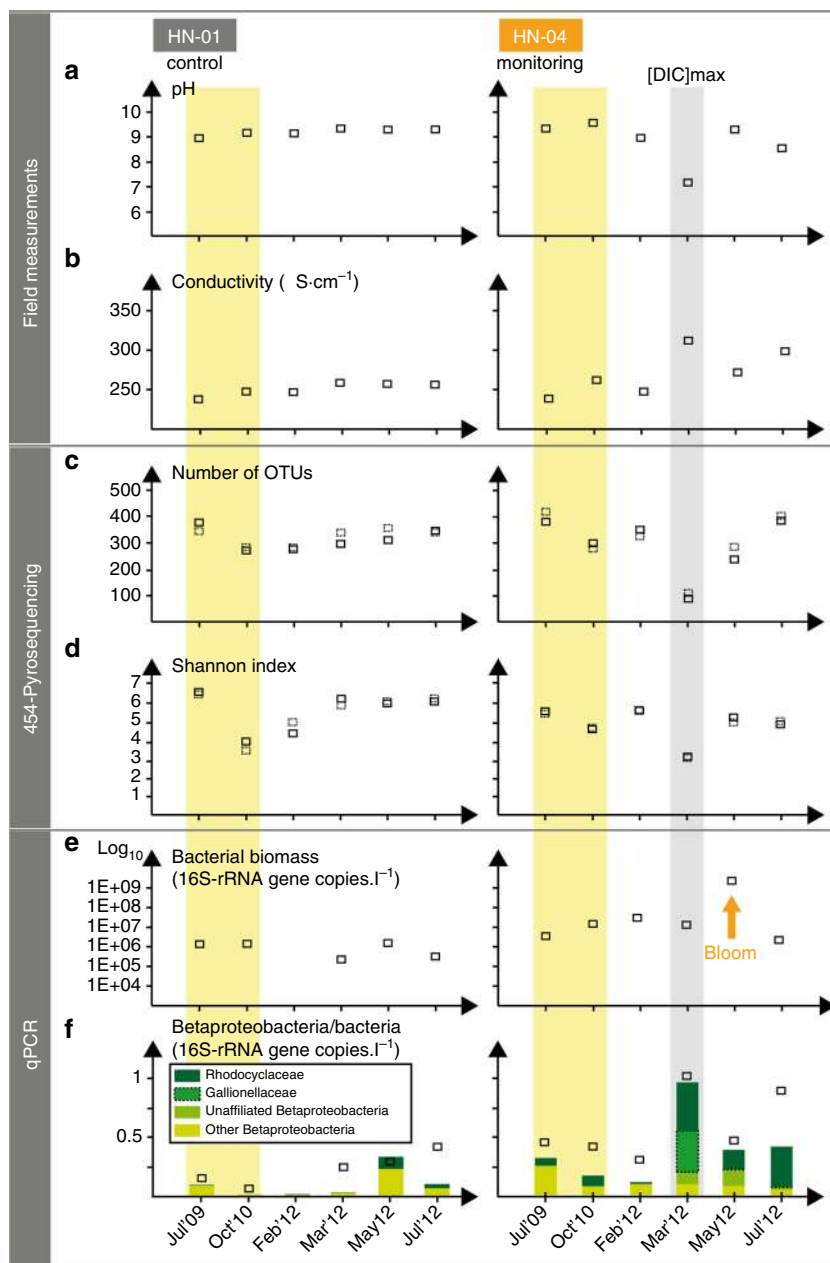 HN-01
HN-04
control
monitoring
a
pH
[DIC]max
10
9
8
7
6
b
Conductivity ( S·cm⁻¹)
350
300
250
Field measurements
c
Number of OTUs
500
400
300
200
100
d
Shannon index
7
6
5
4
3
2
1
454-Pyrosequencing
e
Log₁₀
Bacterial biomass
(16S-rRNA gene copies.l⁻¹)
1E+09
1E+08
1E+07
1E+06
1E+05
1E+04
Bloom
f
Betaproteobacteria/bacteria
(16S-rRNA gene copies.l⁻¹)
1
0.5
Rhodocyclaceae
Gallionellaceae
Unaffiliated Betaproteobacteria
Other Betaproteobacteria
qPCR
Jul'09
Oct'10
Feb'12
Mar'12
May12
Jul'12
Jul'09
Oct'10
Feb'12
Mar'12
May'12
Jul'12